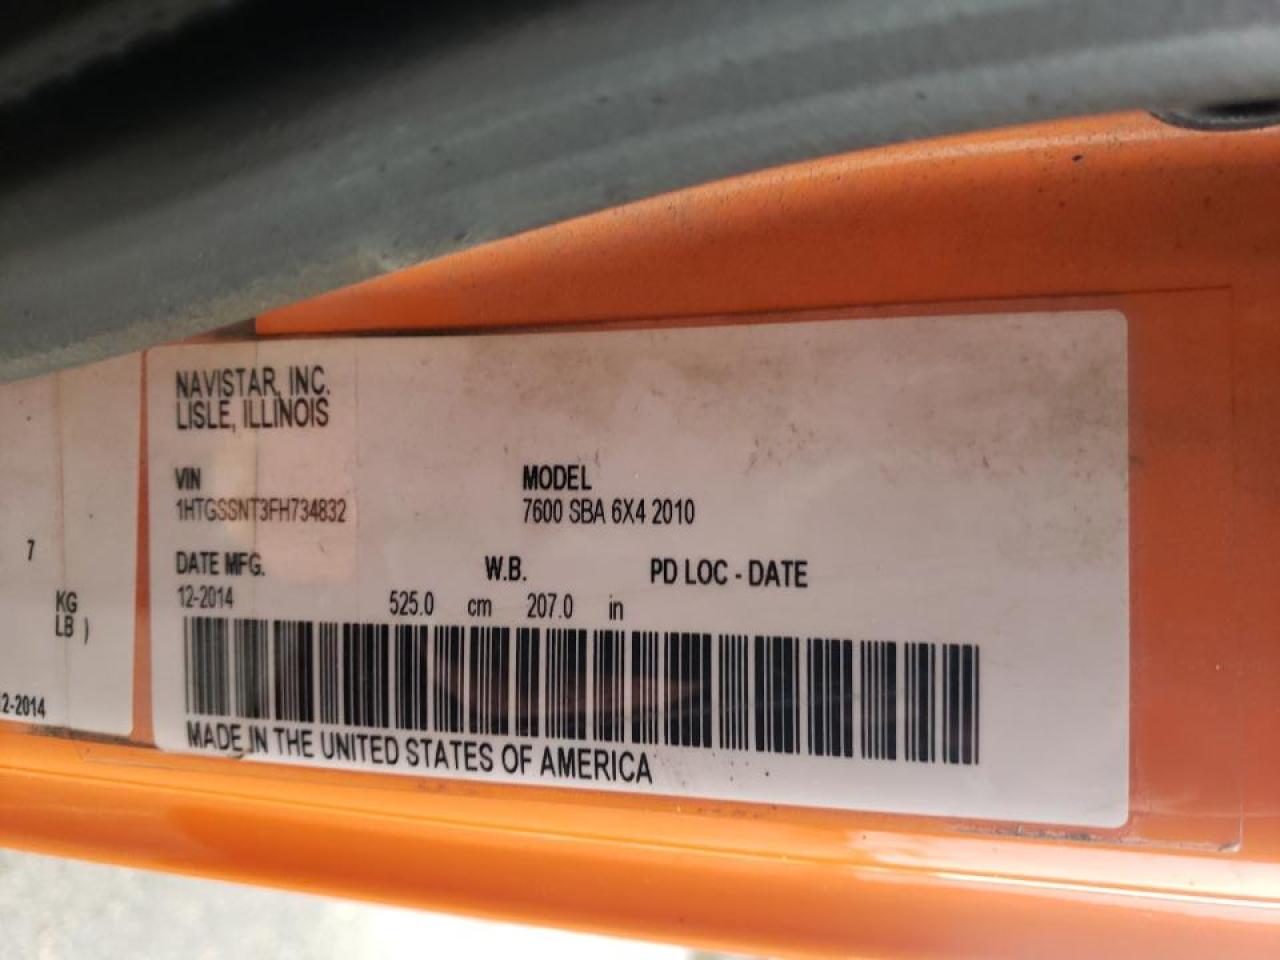 NAVISTAR, INC.
LISLE, ILLINOIS
VIN MODEL
1HTGSSNT3FH734832 7600 SBA 6X4 2010
DATE MFG. W.B. PD LOC - DATE
12-2014 525.0 cm 207.0 in
MADE IN THE UNITED STATES OF AMERICA
7
KG
LB )
2-2014